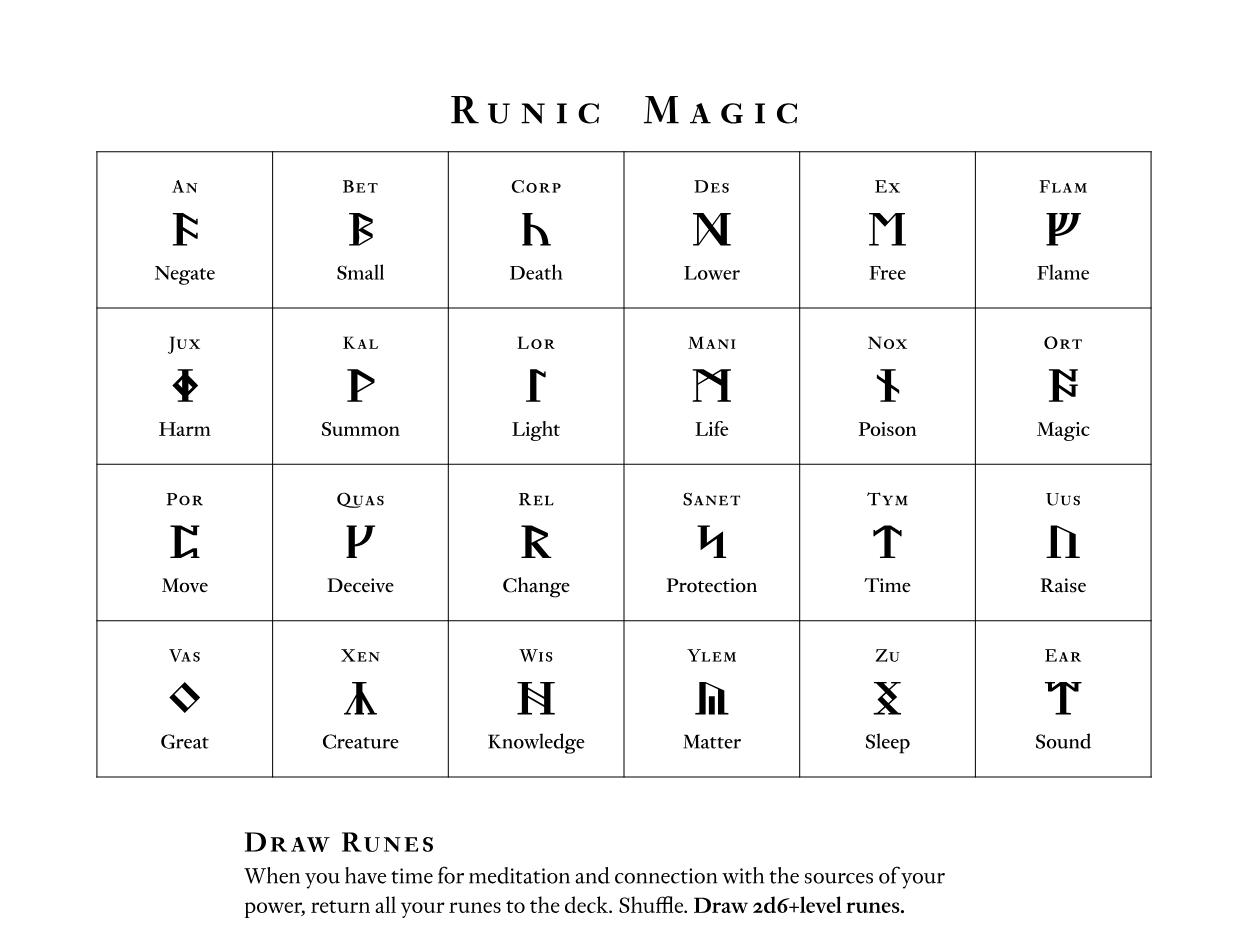 Runic Magic
An Bet Corp Des Ex Flam
ᚫ ᛒ ᚳ ᛞ ᛖ ᚠ
Negate Small Death Lower Free Flame
Jux Kal Lor Mani Nox Ort
ᛄ ᚹ ᛚ ᛗ ᚾ ᚩ
Harm Summon Light Life Poison Magic
Por Quas Rel Sanet Tym Uus
ᛈ ᚴ ᚱ ᛋ ᛏ ᚢ
Move Deceive Change Protection Time Raise
Vas Xen Wis Ylem Zu Ear
ᛜ ᛣ ᚻ ᚣ ᛝ ᛠ
Great Creature Knowledge Matter Sleep Sound
Draw Runes
When you have time for meditation and connection with the sources of your
power, return all your runes to the deck. Shuffle. Draw 2d6+level runes.